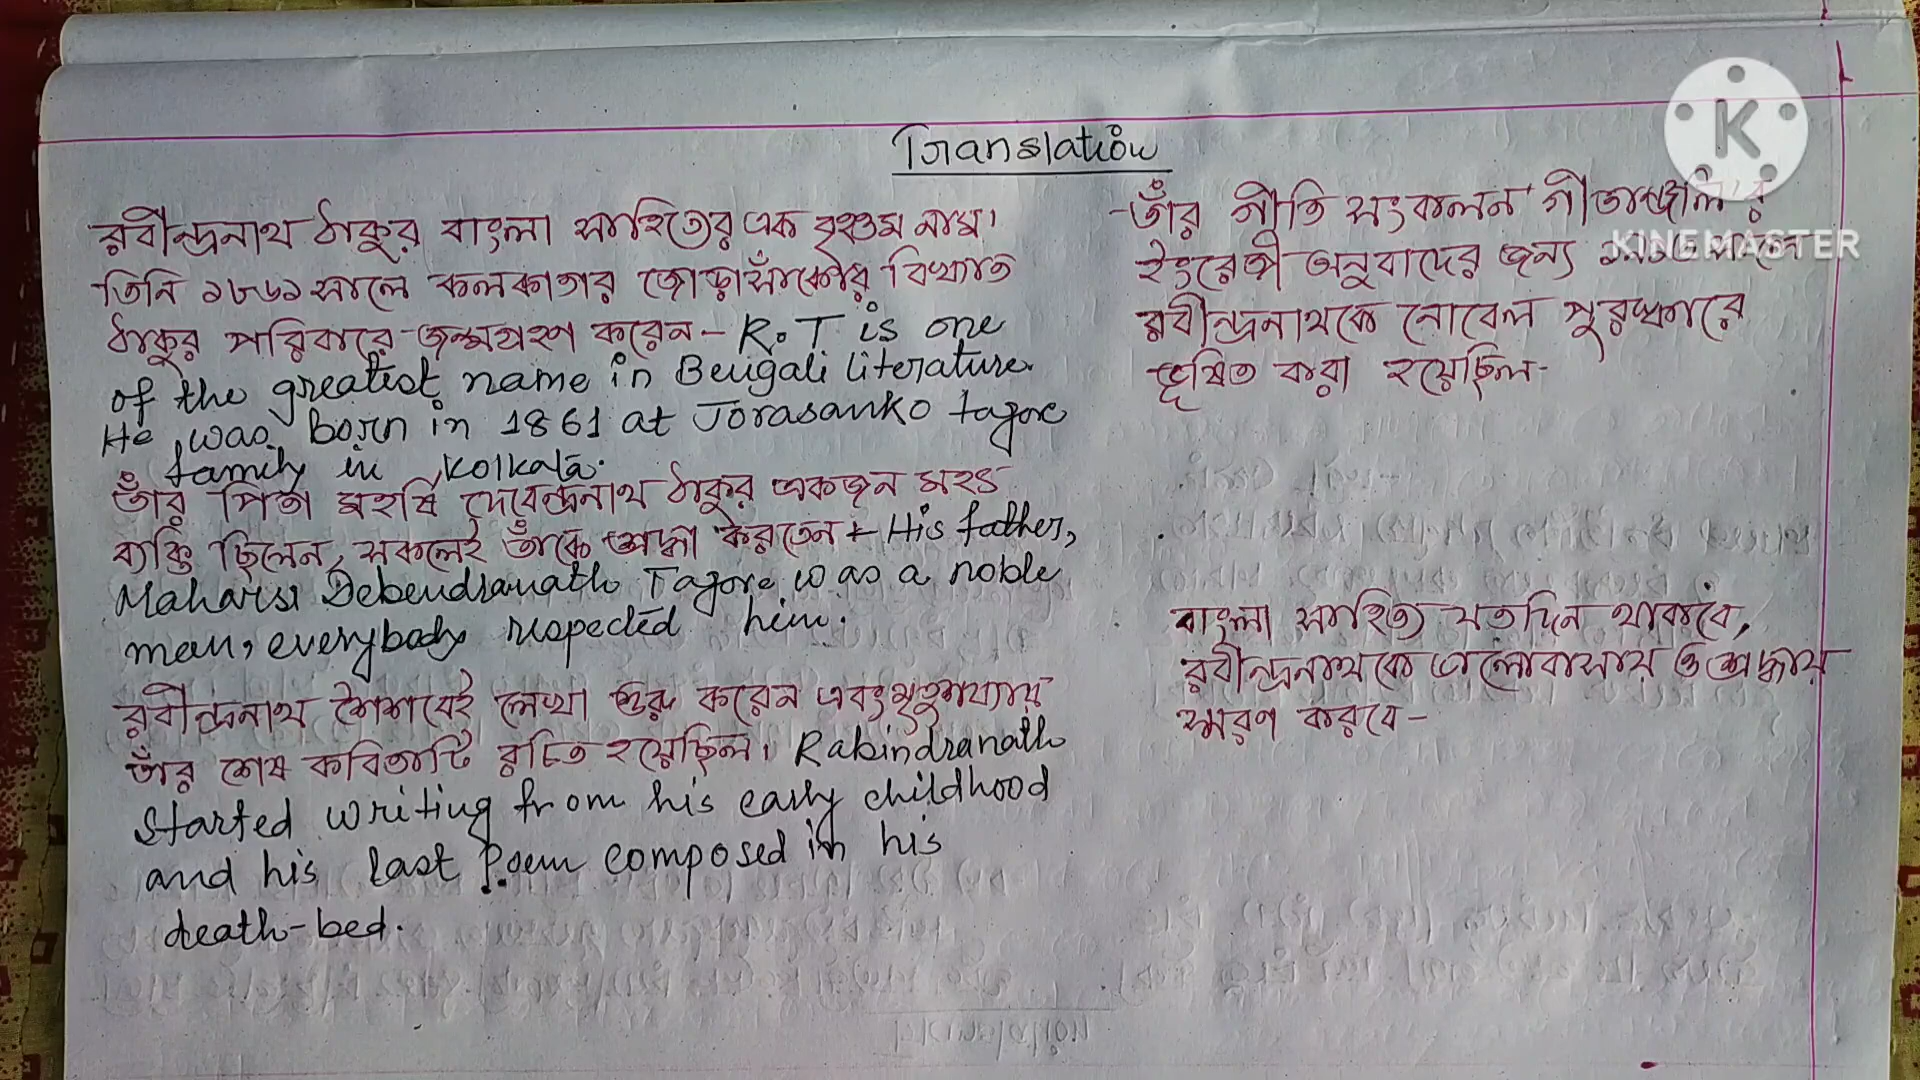 Translation
রবীন্দ্রনাথ ঠাকুর বাংলা সাহিত্যের এক বৃহত্তম নাম।
তিনি ১৮৬১ সালে কলকাতার জোড়াসাঁকোর বিখ্যাত
ঠাকুর পরিবারে জন্মগ্রহণ করেন - R.T is one
of the greatest name in Bengali literature.
He was born in 1861 at Jorasanko tagore
family in Kolkata.
তাঁর পিতা মহর্ষি দেবেন্দ্রনাথ ঠাকুর একজন মহৎ
ব্যক্তি ছিলেন, সকলেই তাঁকে শ্রদ্ধা করতেন - His father,
Maharsi Debendranath Tagore was a noble
man, everybody respected him.
রবীন্দ্রনাথ শৈশবেই লেখা শুরু করেন এবং মৃত্যুশয্যায়
তাঁর শেষ কবিতাটি রচিত হয়েছিল। Rabindranath
started writing from his early childhood
and his last Poem composed in his
death-bed.
তাঁর গীতি সংকলন গীতাঞ্জলি'র
ইংরেজী অনুবাদের জন্য ১৯১৩ সালে
রবীন্দ্রনাথকে নোবেল পুরস্কারে
ভূষিত করা হয়েছিল-
বাংলা সাহিত্য যতদিন থাকবে,
রবীন্দ্রনাথকে ভালোবাসায় ও শ্রদ্ধায়
স্মরণ করবে-
K
KINEMASTER